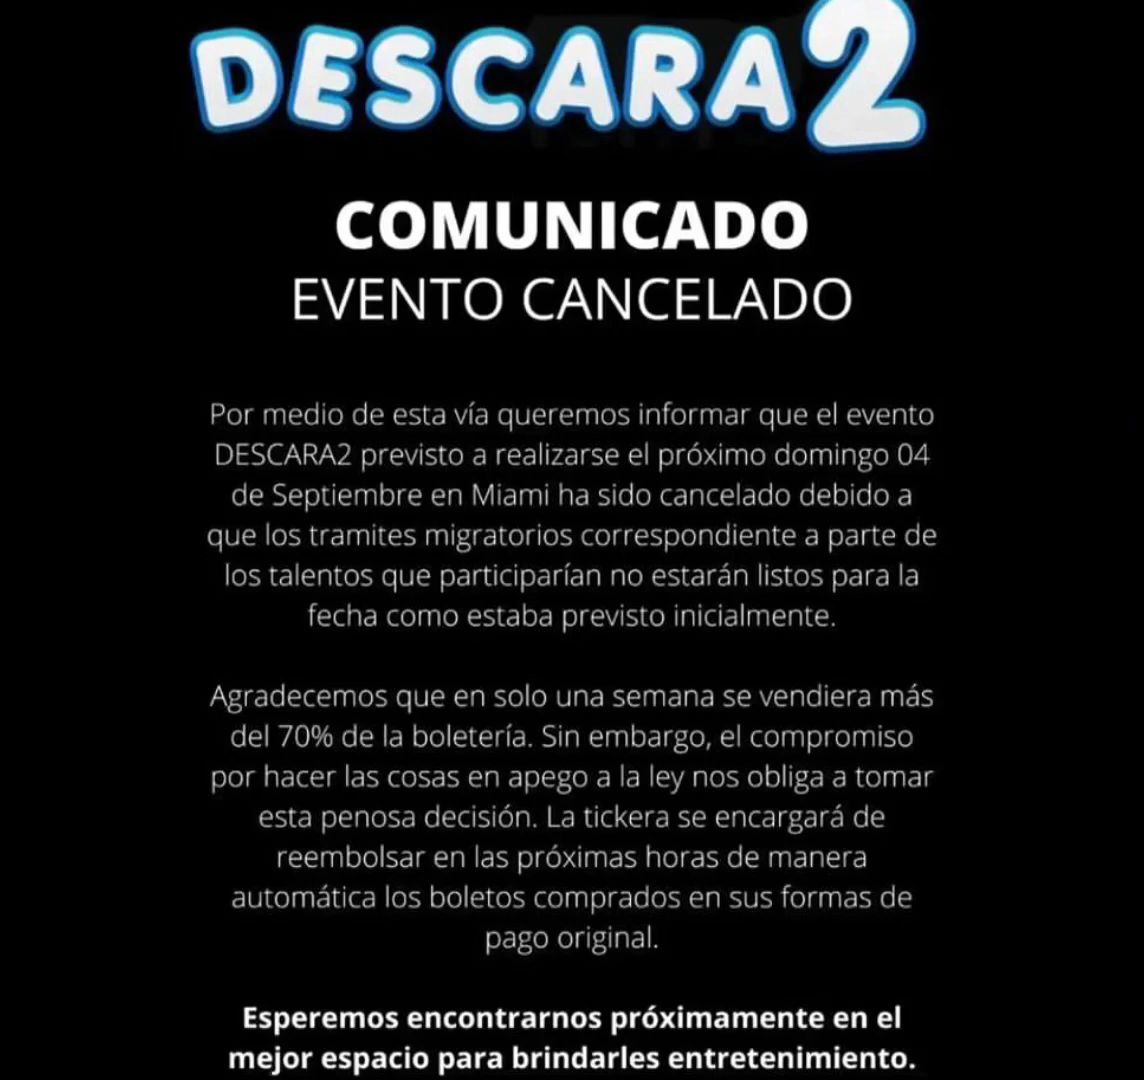 DESCARA2
COMUNICADO
EVENTO CANCELADO
Por medio de esta vía queremos informar que el evento
DESCARA2 previsto a realizarse el próximo domingo 04
de Septiembre en Miami ha sido cancelado debido a
que los tramites migratorios correspondiente a parte de
los talentos que participarían no estarán listos para la
fecha como estaba previsto inicialmente.
Agradecemos que en solo una semana se vendiera más
del 70% de la boletería. Sin embargo, el compromiso
por hacer las cosas en apego a la ley nos obliga a tomar
esta penosa decisión. La tickera se encargará de
reembolsar en las próximas horas de manera
automática los boletos comprados en sus formas de
pago original.
Esperemos encontrarnos próximamente en el
mejor espacio para brindarles entretenimiento.